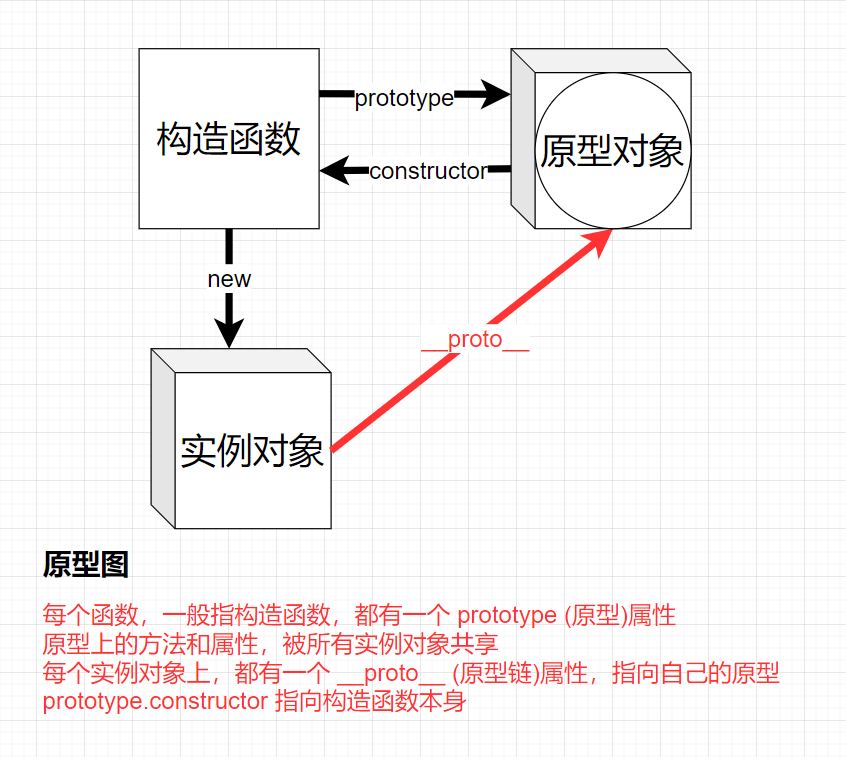 构造函数
prototype
原型对象
constructor
new
__proto__
实例对象
原型图
每个函数，一般指构造函数，都有一个 prototype (原型)属性
原型上的方法和属性，被所有实例对象共享
每个实例对象上，都有一个 __proto__ (原型链)属性，指向自己的原型
prototype.constructor 指向构造函数本身